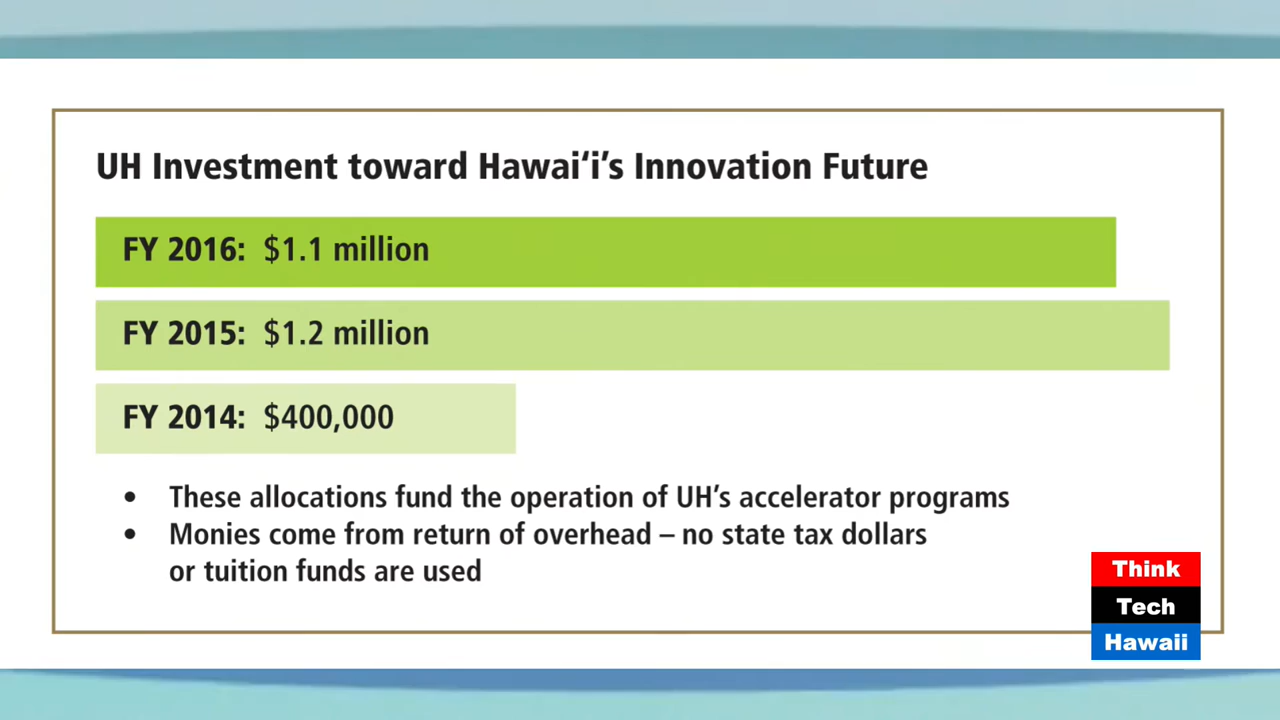 UH Investment toward Hawai‘i’s Innovation Future
FY 2016: $1.1 million
FY 2015: $1.2 million
FY 2014: $400,000
• These allocations fund the operation of UH’s accelerator programs
• Monies come from return of overhead – no state tax dollars
or tuition funds are used
Think
Tech
Hawaii